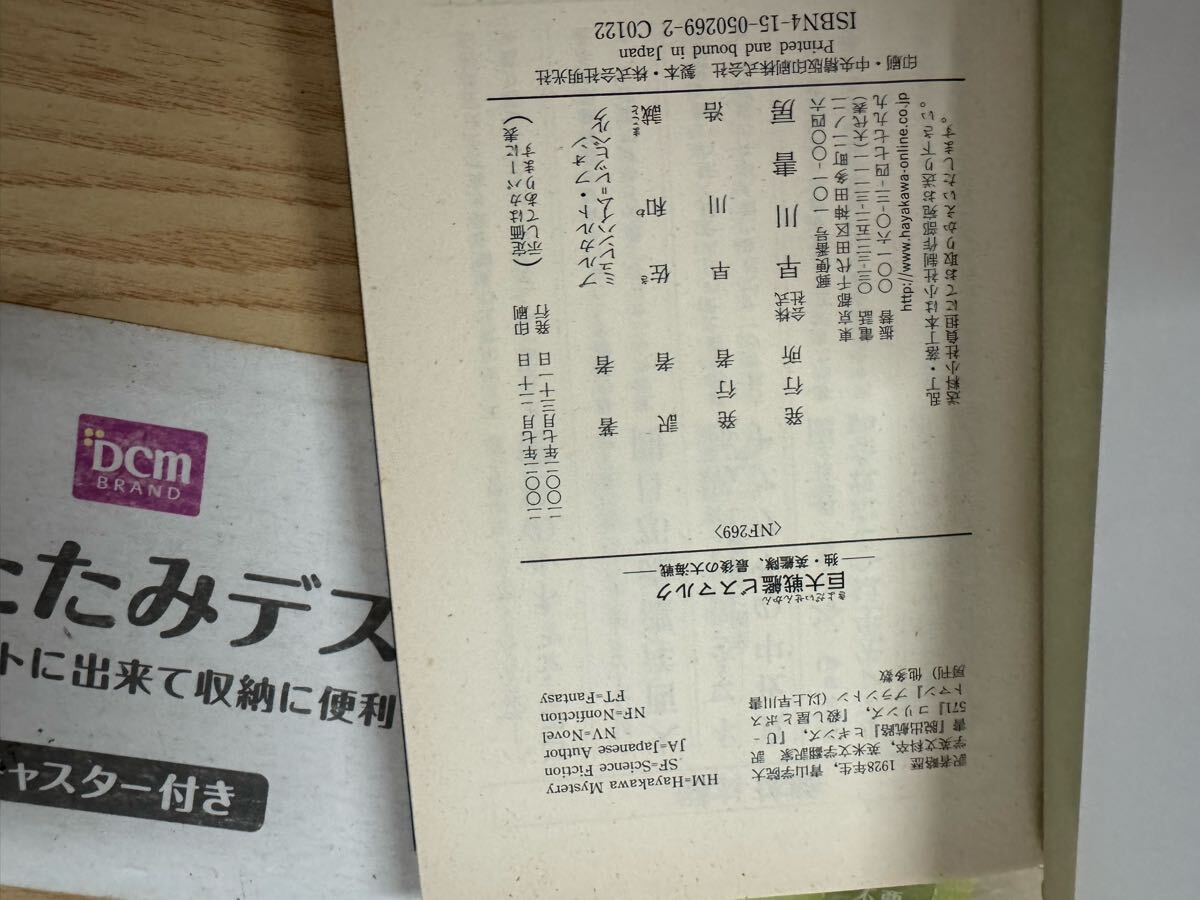 HM=Hayakawa Mystery
SF=Science Fiction
JA=Japanese Author
NV=Novel
NF=Nonfiction
FT=Fantasy
訳者略歴 1928年生,青山学院大
学英文科卒,英米文学翻訳家 訳
書『脱出航路』ヒギンズ,『U‐
571』コリンズ,『殺し屋とポス
トマン』ブラントン(以上早川書
房刊)他多数
きょだいせんかん
巨大戦艦ビスマルク
――独・英艦隊、最後の大海戦――
〈NF269〉
二〇〇二年七月二十日 印刷
二〇〇二年七月三十一日 発行
(定価はカバーに表
示してあります)
著者 ブルカルト・フォン・
ミュレンハイム=レッヒベルク
訳者 佐和誠
さ わ まこと
発行者 早川浩
発行所 株式会社 早川書房
郵便番号 一〇一‐〇〇四六
東京都千代田区神田多町二ノ二
電話 〇三‐三二五二‐三一一一(大代表)
振替 〇〇一六〇‐三‐四七七九九
http://www.hayakawa-online.co.jp
乱丁・落丁本は小社制作部宛お送り下さい。
送料小社負担にてお取りかえいたします。
印刷・中央精版印刷株式会社 製本・株式会社明光社
Printed and bound in Japan
ISBN4-15-050269-2 C0122
DCM
BRAND
たたみデス
トに出来て収納に便利
キャスター付き